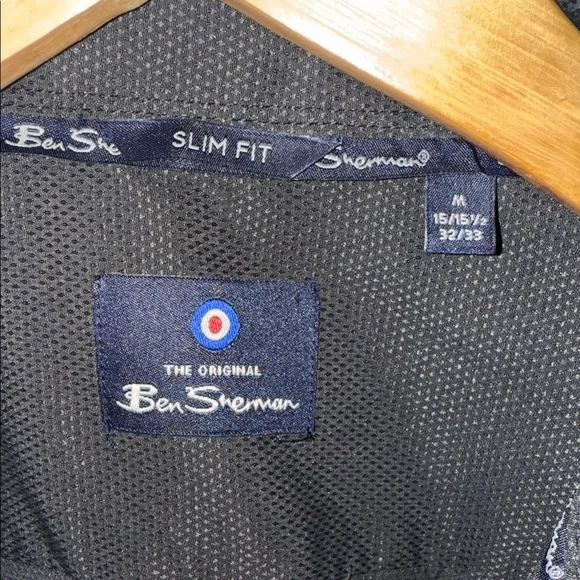 Ben She SLIM FIT Sherman®
M
15/15½
32/33
THE ORIGINAL
Ben Sherman